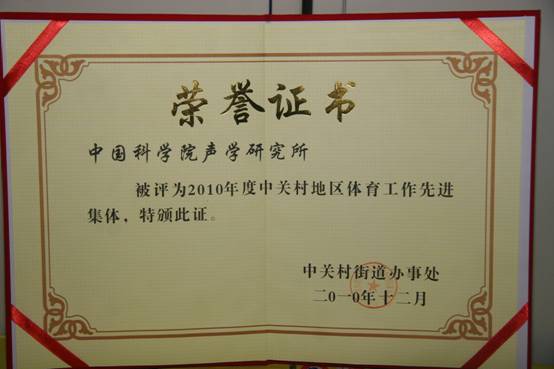 荣誉证书
中国科学院声学研究所
被评为2010年度中关村地区体育工作先进
集体，特颁此证。
中关村街道办事处
二0一0年十二月